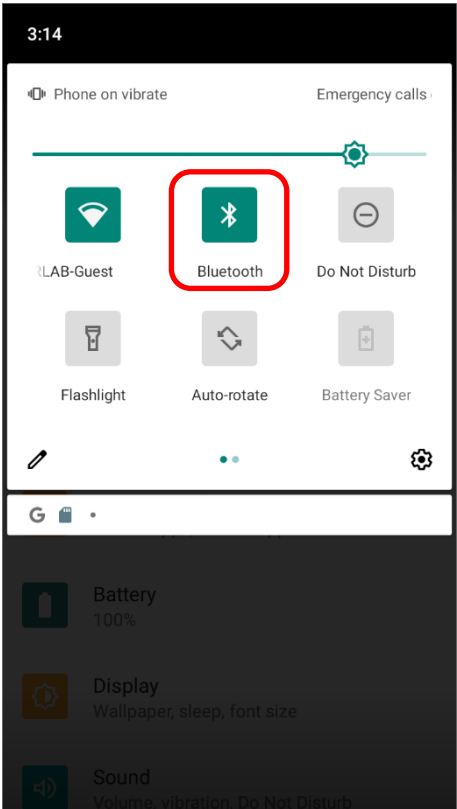 3:14
Phone on vibrate
Emergency calls
LAB-Guest
Bluetooth
Do Not Disturb
Flashlight
Auto-rotate
Battery Saver
G
Battery
100%
Display
Wallpaper, sleep, font size
Sound
Volume, vibration, Do Not Disturb